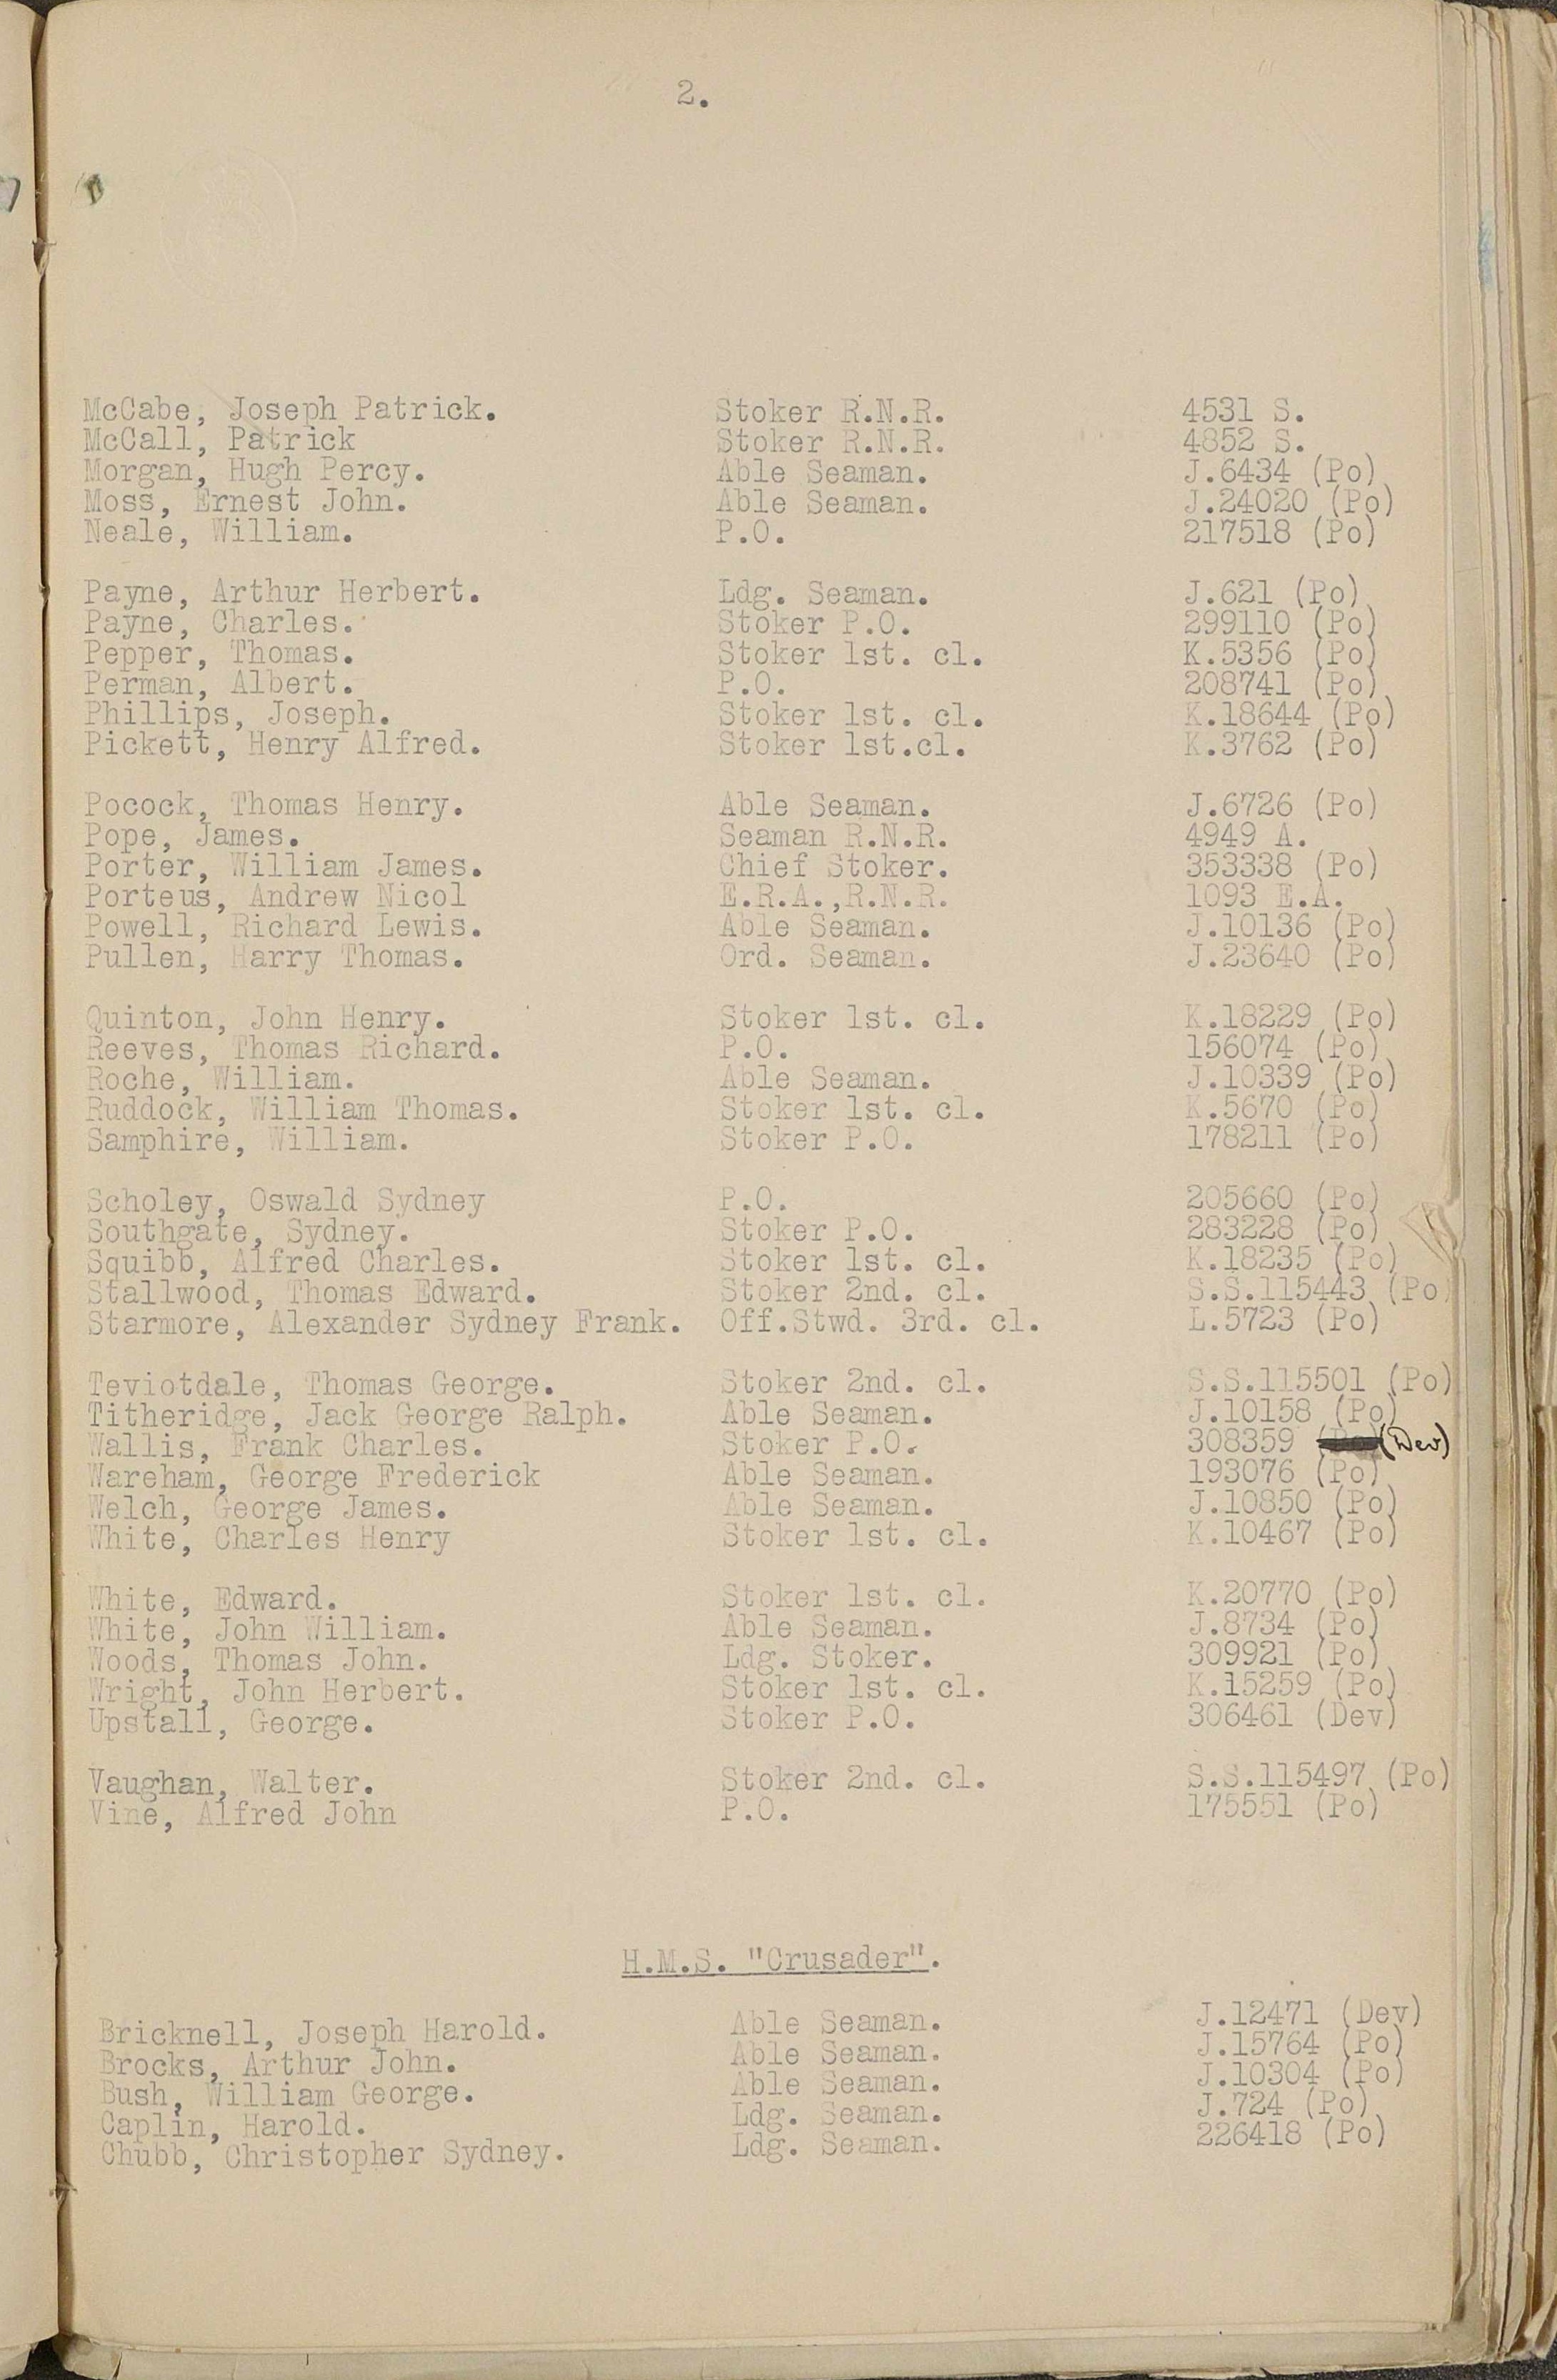 2.
McCabe, Joseph Patrick. Stoker R.N.R. 4531 S.
McCall, Patrick Stoker R.N.R. 4852 S.
Morgan, Hugh Percy. Able Seaman. J.6434 (Po)
Moss, Ernest John. Able Seaman. J.24020 (Po)
Neale, William. P.O. 217518 (Po)
Payne, Arthur Herbert. Ldg. Seaman. J.621 (Po)
Payne, Charles. Stoker P.O. 299110 (Po)
Pepper, Thomas. Stoker 1st. cl. K.5356 (Po)
Perman, Albert. P.O. 208741 (Po)
Phillips, Joseph. Stoker 1st. cl. K.18644 (Po)
Pickett, Henry Alfred. Stoker 1st.cl. K.3762 (Po)
Pocock, Thomas Henry. Able Seaman. J.6726 (Po)
Pope, James. Seaman R.N.R. 4949 A.
Porter, William James. Chief Stoker. 353338 (Po)
Porteus, Andrew Nicol E.R.A.,R.N.R. 1093 E.A.
Powell, Richard Lewis. Able Seaman. J.10136 (Po)
Pullen, Harry Thomas. Ord. Seaman. J.23640 (Po)
Quinton, John Henry. Stoker 1st. cl. K.18229 (Po)
Reeves, Thomas Richard. P.O. 156074 (Po)
Roche, William. Able Seaman. J.10339 (Po)
Ruddock, William Thomas. Stoker 1st. cl. K.5670 (Po)
Samphire, William. Stoker P.O. 178211 (Po)
Scholey, Oswald Sydney P.O. 205660 (Po)
Southgate, Sydney. Stoker P.O. 283228 (Po)
Squibb, Alfred Charles. Stoker 1st. cl. K.18235 (Po)
Stallwood, Thomas Edward. Stoker 2nd. cl. S.S.115443 (Po)
Starmore, Alexander Sydney Frank. Off.Stwd. 3rd. cl. L.5723 (Po)
Teviotdale, Thomas George. Stoker 2nd. cl. S.S.115501 (Po)
Titheridge, Jack George Ralph. Able Seaman. J.10158 (Po)
Wallis, Frank Charles. Stoker P.O. 308359 (Dev)
Wareham, George Frederick Able Seaman. 193076 (Po)
Welch, George James. Able Seaman. J.10850 (Po)
White, Charles Henry Stoker 1st. cl. K.10467 (Po)
White, Edward. Stoker 1st. cl. K.20770 (Po)
White, John William. Able Seaman. J.8734 (Po)
Woods, Thomas John. Ldg. Stoker. 309921 (Po)
Wright, John Herbert. Stoker 1st. cl. K.15259 (Po)
Upstall, George. Stoker P.O. 306461 (Dev)
Vaughan, Walter. Stoker 2nd. cl. S.S.115497 (Po)
Vine, Alfred John P.O. 175551 (Po)
H.M.S. "Crusader".
Bricknell, Joseph Harold. Able Seaman. J.12471 (Dev)
Brocks, Arthur John. Able Seaman. J.15764 (Po)
Bush, William George. Able Seaman. J.10304 (Po)
Caplin, Harold. Ldg. Seaman. J.724 (Po)
Chubb, Christopher Sydney. Ldg. Seaman. 226418 (Po)